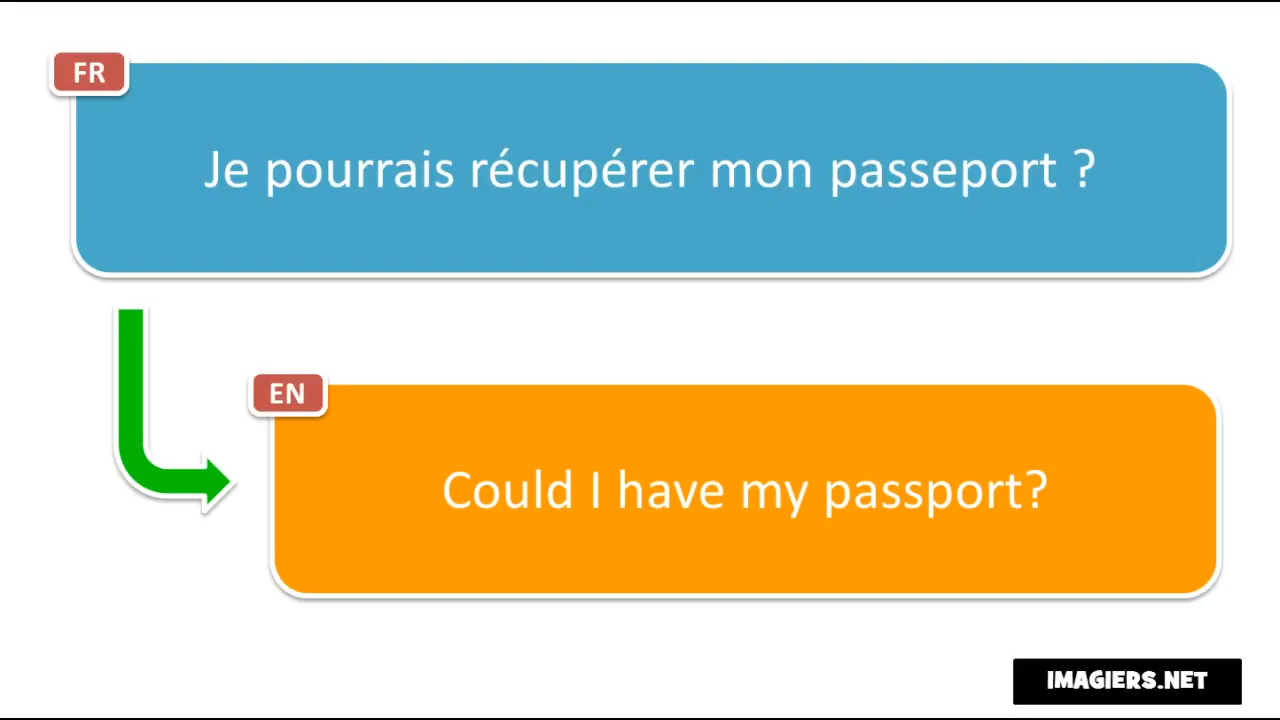 FR
Je pourrais récupérer mon passeport ?
EN
Could I have my passport?
IMAGIERS.NET